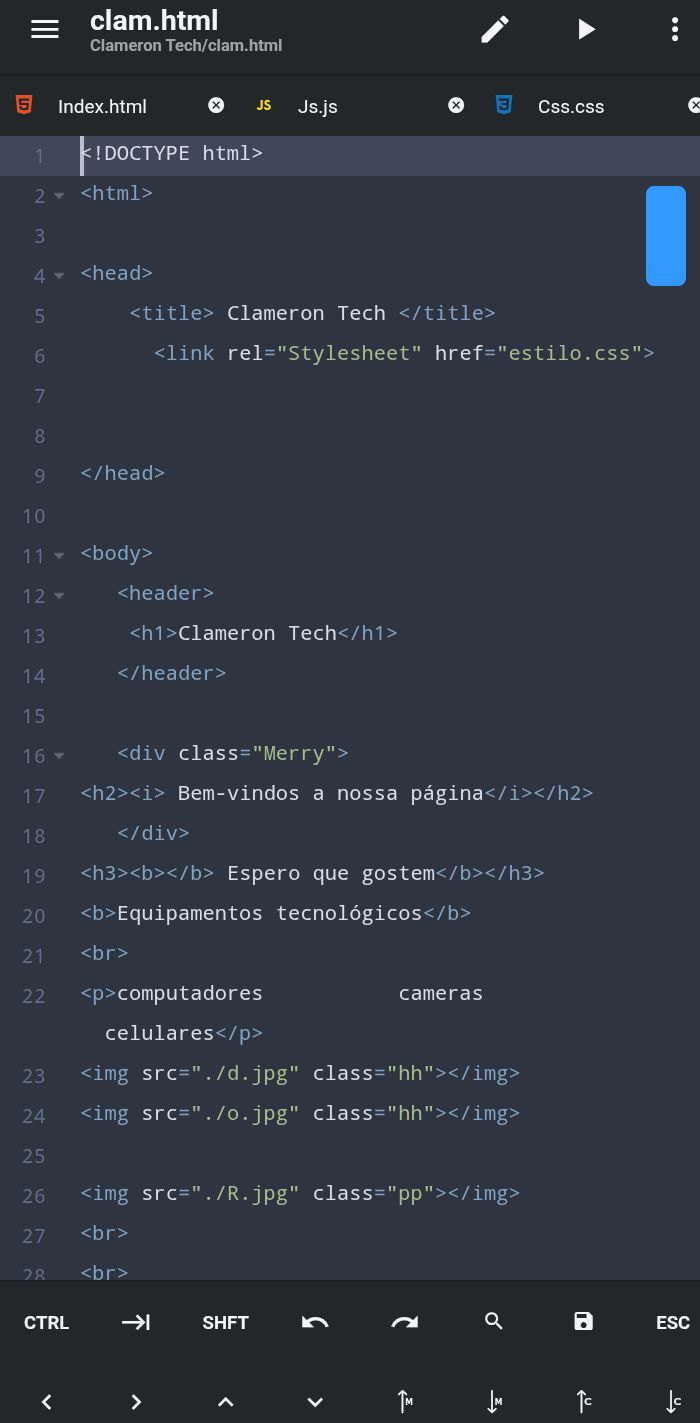 clam.html
Clameron Tech/clam.html
Index.html JS Js.js Css.css
1 <!DOCTYPE html>
2 <html>
3
4 <head>
5 <title> Clameron Tech </title>
6 <link rel="Stylesheet" href="estilo.css">
7
8
9 </head>
10
11 <body>
12 <header>
13 <h1>Clameron Tech</h1>
14 </header>
15
16 <div class="Merry">
17 <h2><i> Bem-vindos a nossa página</i></h2>
18 </div>
19 <h3><b></b> Espero que gostem</b></h3>
20 <b>Equipamentos tecnológicos</b>
21 <br>
22 <p>computadores cameras
celulares</p>
23 <img src="./d.jpg" class="hh"></img>
24 <img src="./o.jpg" class="hh"></img>
25
26 <img src="./R.jpg" class="pp"></img>
27 <br>
28 <br>
CTRL SHFT ESC
M M C C